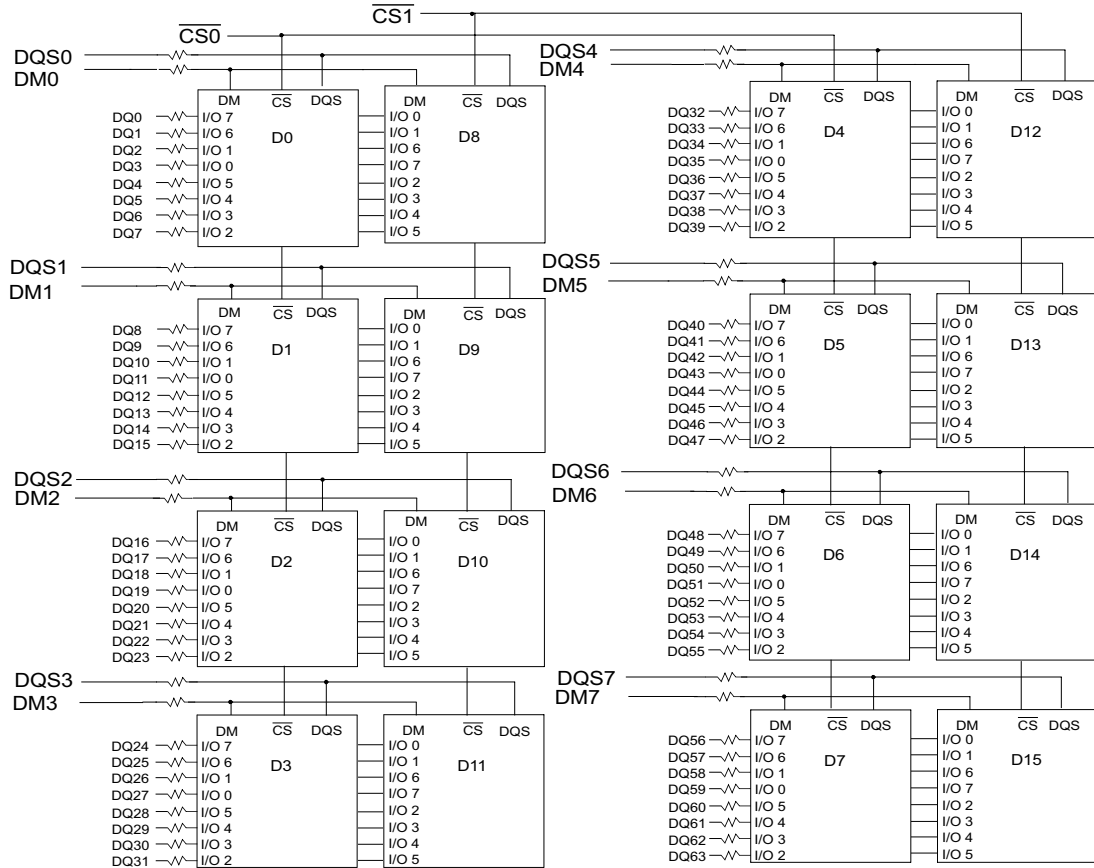 CS1
CS0
DQS0
DM0
DM CS DQS
DQ0 I/O 7
DQ1 I/O 6
DQ2 I/O 1
DQ3 I/O 0
DQ4 I/O 5
DQ5 I/O 4
DQ6 I/O 3
DQ7 I/O 2
D0
DM CS DQS
I/O 0
I/O 1
I/O 6
I/O 7
I/O 2
I/O 3
I/O 4
I/O 5
D8
DQS1
DM1
DM CS DQS
DQ8 I/O 7
DQ9 I/O 6
DQ10 I/O 1
DQ11 I/O 0
DQ12 I/O 5
DQ13 I/O 4
DQ14 I/O 3
DQ15 I/O 2
D1
DM CS DQS
I/O 0
I/O 1
I/O 6
I/O 7
I/O 2
I/O 3
I/O 4
I/O 5
D9
DQS2
DM2
DM CS DQS
DQ16 I/O 7
DQ17 I/O 6
DQ18 I/O 1
DQ19 I/O 0
DQ20 I/O 5
DQ21 I/O 4
DQ22 I/O 3
DQ23 I/O 2
D2
DM CS DQS
I/O 0
I/O 1
I/O 6
I/O 7
I/O 2
I/O 3
I/O 4
I/O 5
D10
DQS3
DM3
DM CS DQS
DQ24 I/O 7
DQ25 I/O 6
DQ26 I/O 1
DQ27 I/O 0
DQ28 I/O 5
DQ29 I/O 4
DQ30 I/O 3
DQ31 I/O 2
D3
DM CS DQS
I/O 0
I/O 1
I/O 6
I/O 7
I/O 2
I/O 3
I/O 4
I/O 5
D11
DQS4
DM4
DM CS DQS
DQ32 I/O 7
DQ33 I/O 6
DQ34 I/O 1
DQ35 I/O 0
DQ36 I/O 5
DQ37 I/O 4
DQ38 I/O 3
DQ39 I/O 2
D4
DM CS DQS
I/O 0
I/O 1
I/O 6
I/O 7
I/O 2
I/O 3
I/O 4
I/O 5
D12
DQS5
DM5
DM CS DQS
DQ40 I/O 7
DQ41 I/O 6
DQ42 I/O 1
DQ43 I/O 0
DQ44 I/O 5
DQ45 I/O 4
DQ46 I/O 3
DQ47 I/O 2
D5
DM CS DQS
I/O 0
I/O 1
I/O 6
I/O 7
I/O 2
I/O 3
I/O 4
I/O 5
D13
DQS6
DM6
DM CS DQS
DQ48 I/O 7
DQ49 I/O 6
DQ50 I/O 1
DQ51 I/O 0
DQ52 I/O 5
DQ53 I/O 4
DQ54 I/O 3
DQ55 I/O 2
D6
DM CS DQS
I/O 0
I/O 1
I/O 6
I/O 7
I/O 2
I/O 3
I/O 4
I/O 5
D14
DQS7
DM7
DM CS DQS
DQ56 I/O 7
DQ57 I/O 6
DQ58 I/O 1
DQ59 I/O 0
DQ60 I/O 5
DQ61 I/O 4
DQ62 I/O 3
DQ63 I/O 2
D7
DM CS DQS
I/O 0
I/O 1
I/O 6
I/O 7
I/O 2
I/O 3
I/O 4
I/O 5
D15